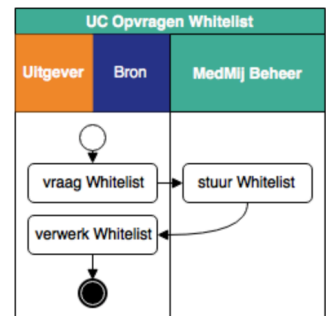 UC Opvragen Whitelist
Uitgever Bron MedMij Beheer
vraag Whitelist stuur Whitelist
verwerk Whitelist